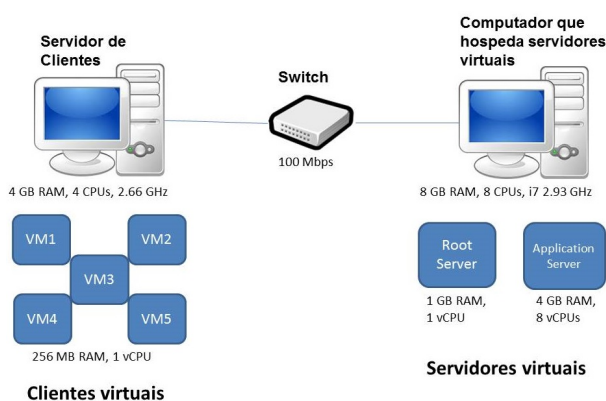 Servidor de
Clientes
Switch
Computador que
hospeda servidores
virtuais
100 Mbps
4 GB RAM, 4 CPUs, 2.66 GHz
8 GB RAM, 8 CPUs, i7 2.93 GHz
VM1
VM2
VM3
VM4
VM5
256 MB RAM, 1 vCPU
Clientes virtuais
Root
Server
Application
Server
1 GB RAM,
1 vCPU
4 GB RAM,
8 vCPUs
Servidores virtuais